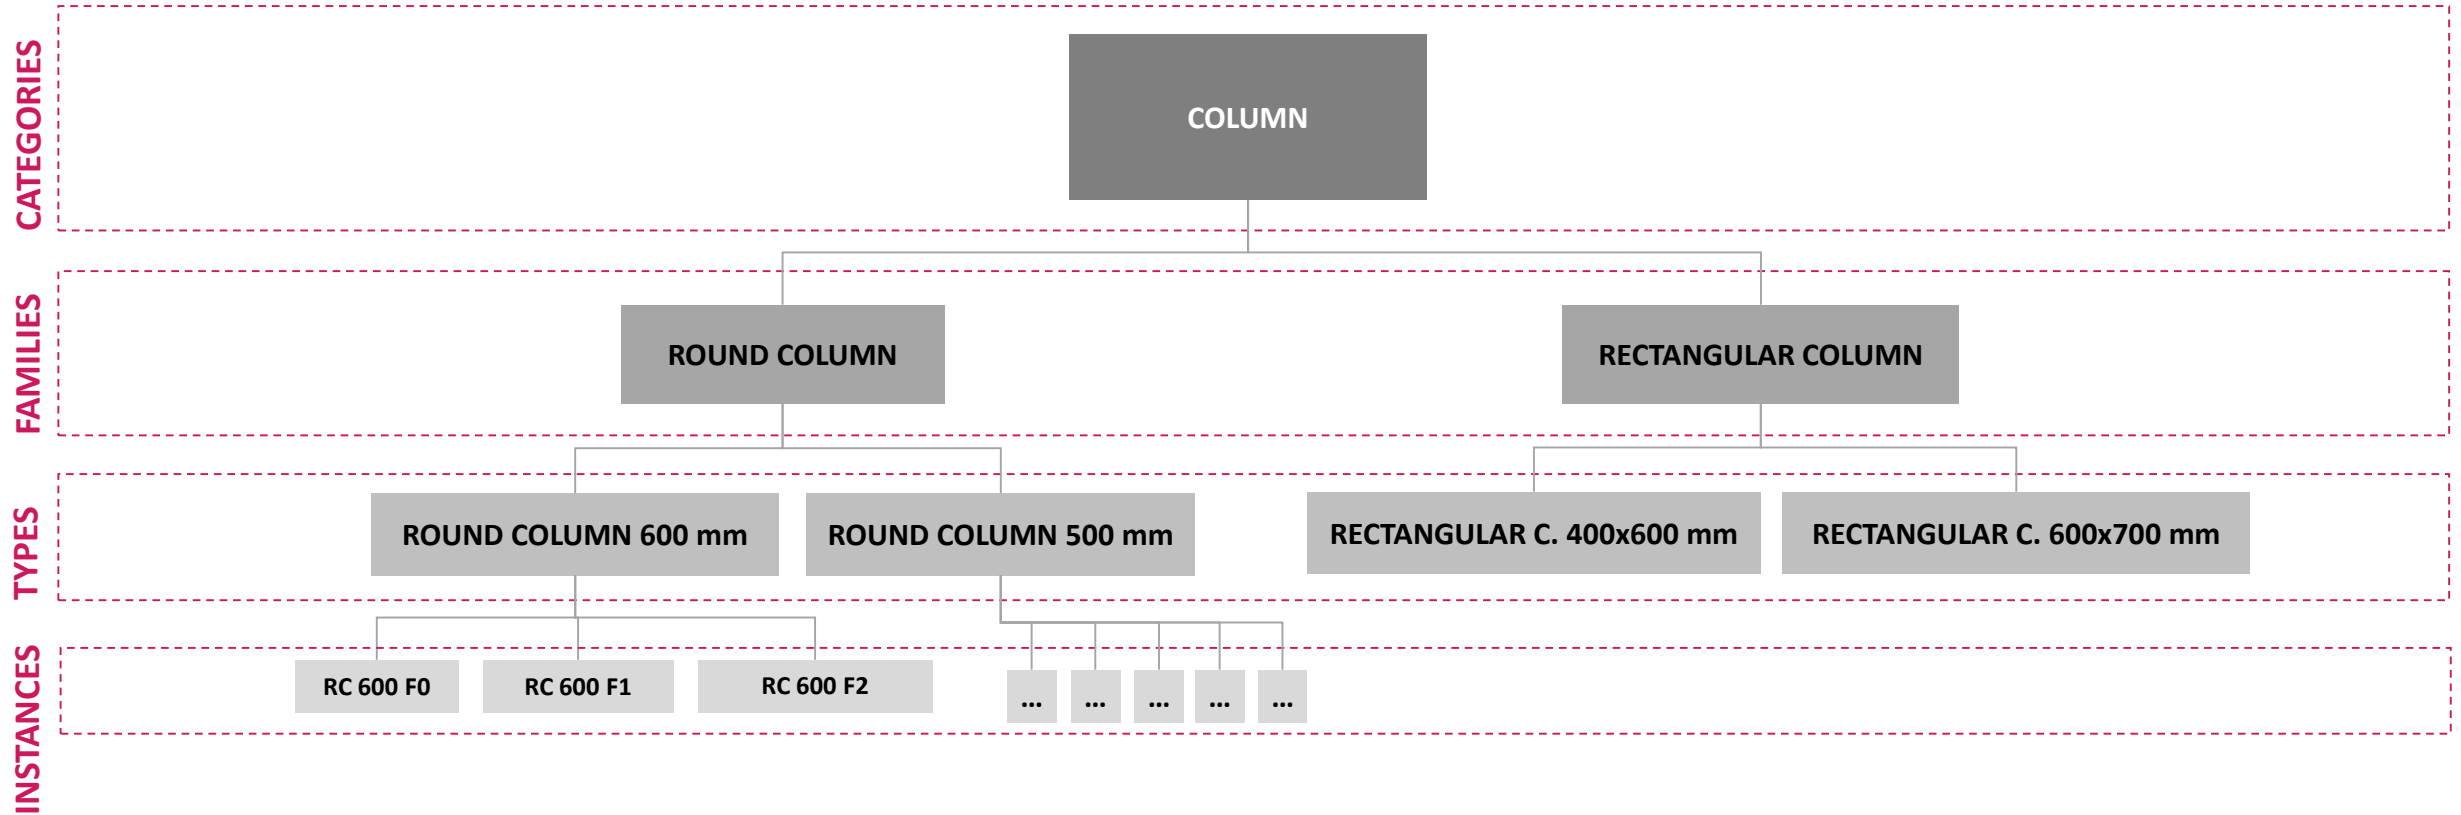 CATEGORIES
COLUMN
FAMILIES
ROUND COLUMN
RECTANGULAR COLUMN
TYPES
ROUND COLUMN 600 mm
ROUND COLUMN 500 mm
RECTANGULAR C. 400x600 mm
RECTANGULAR C. 600x700 mm
INSTANCES
RC 600 F0
RC 600 F1
RC 600 F2
...
...
...
...
...